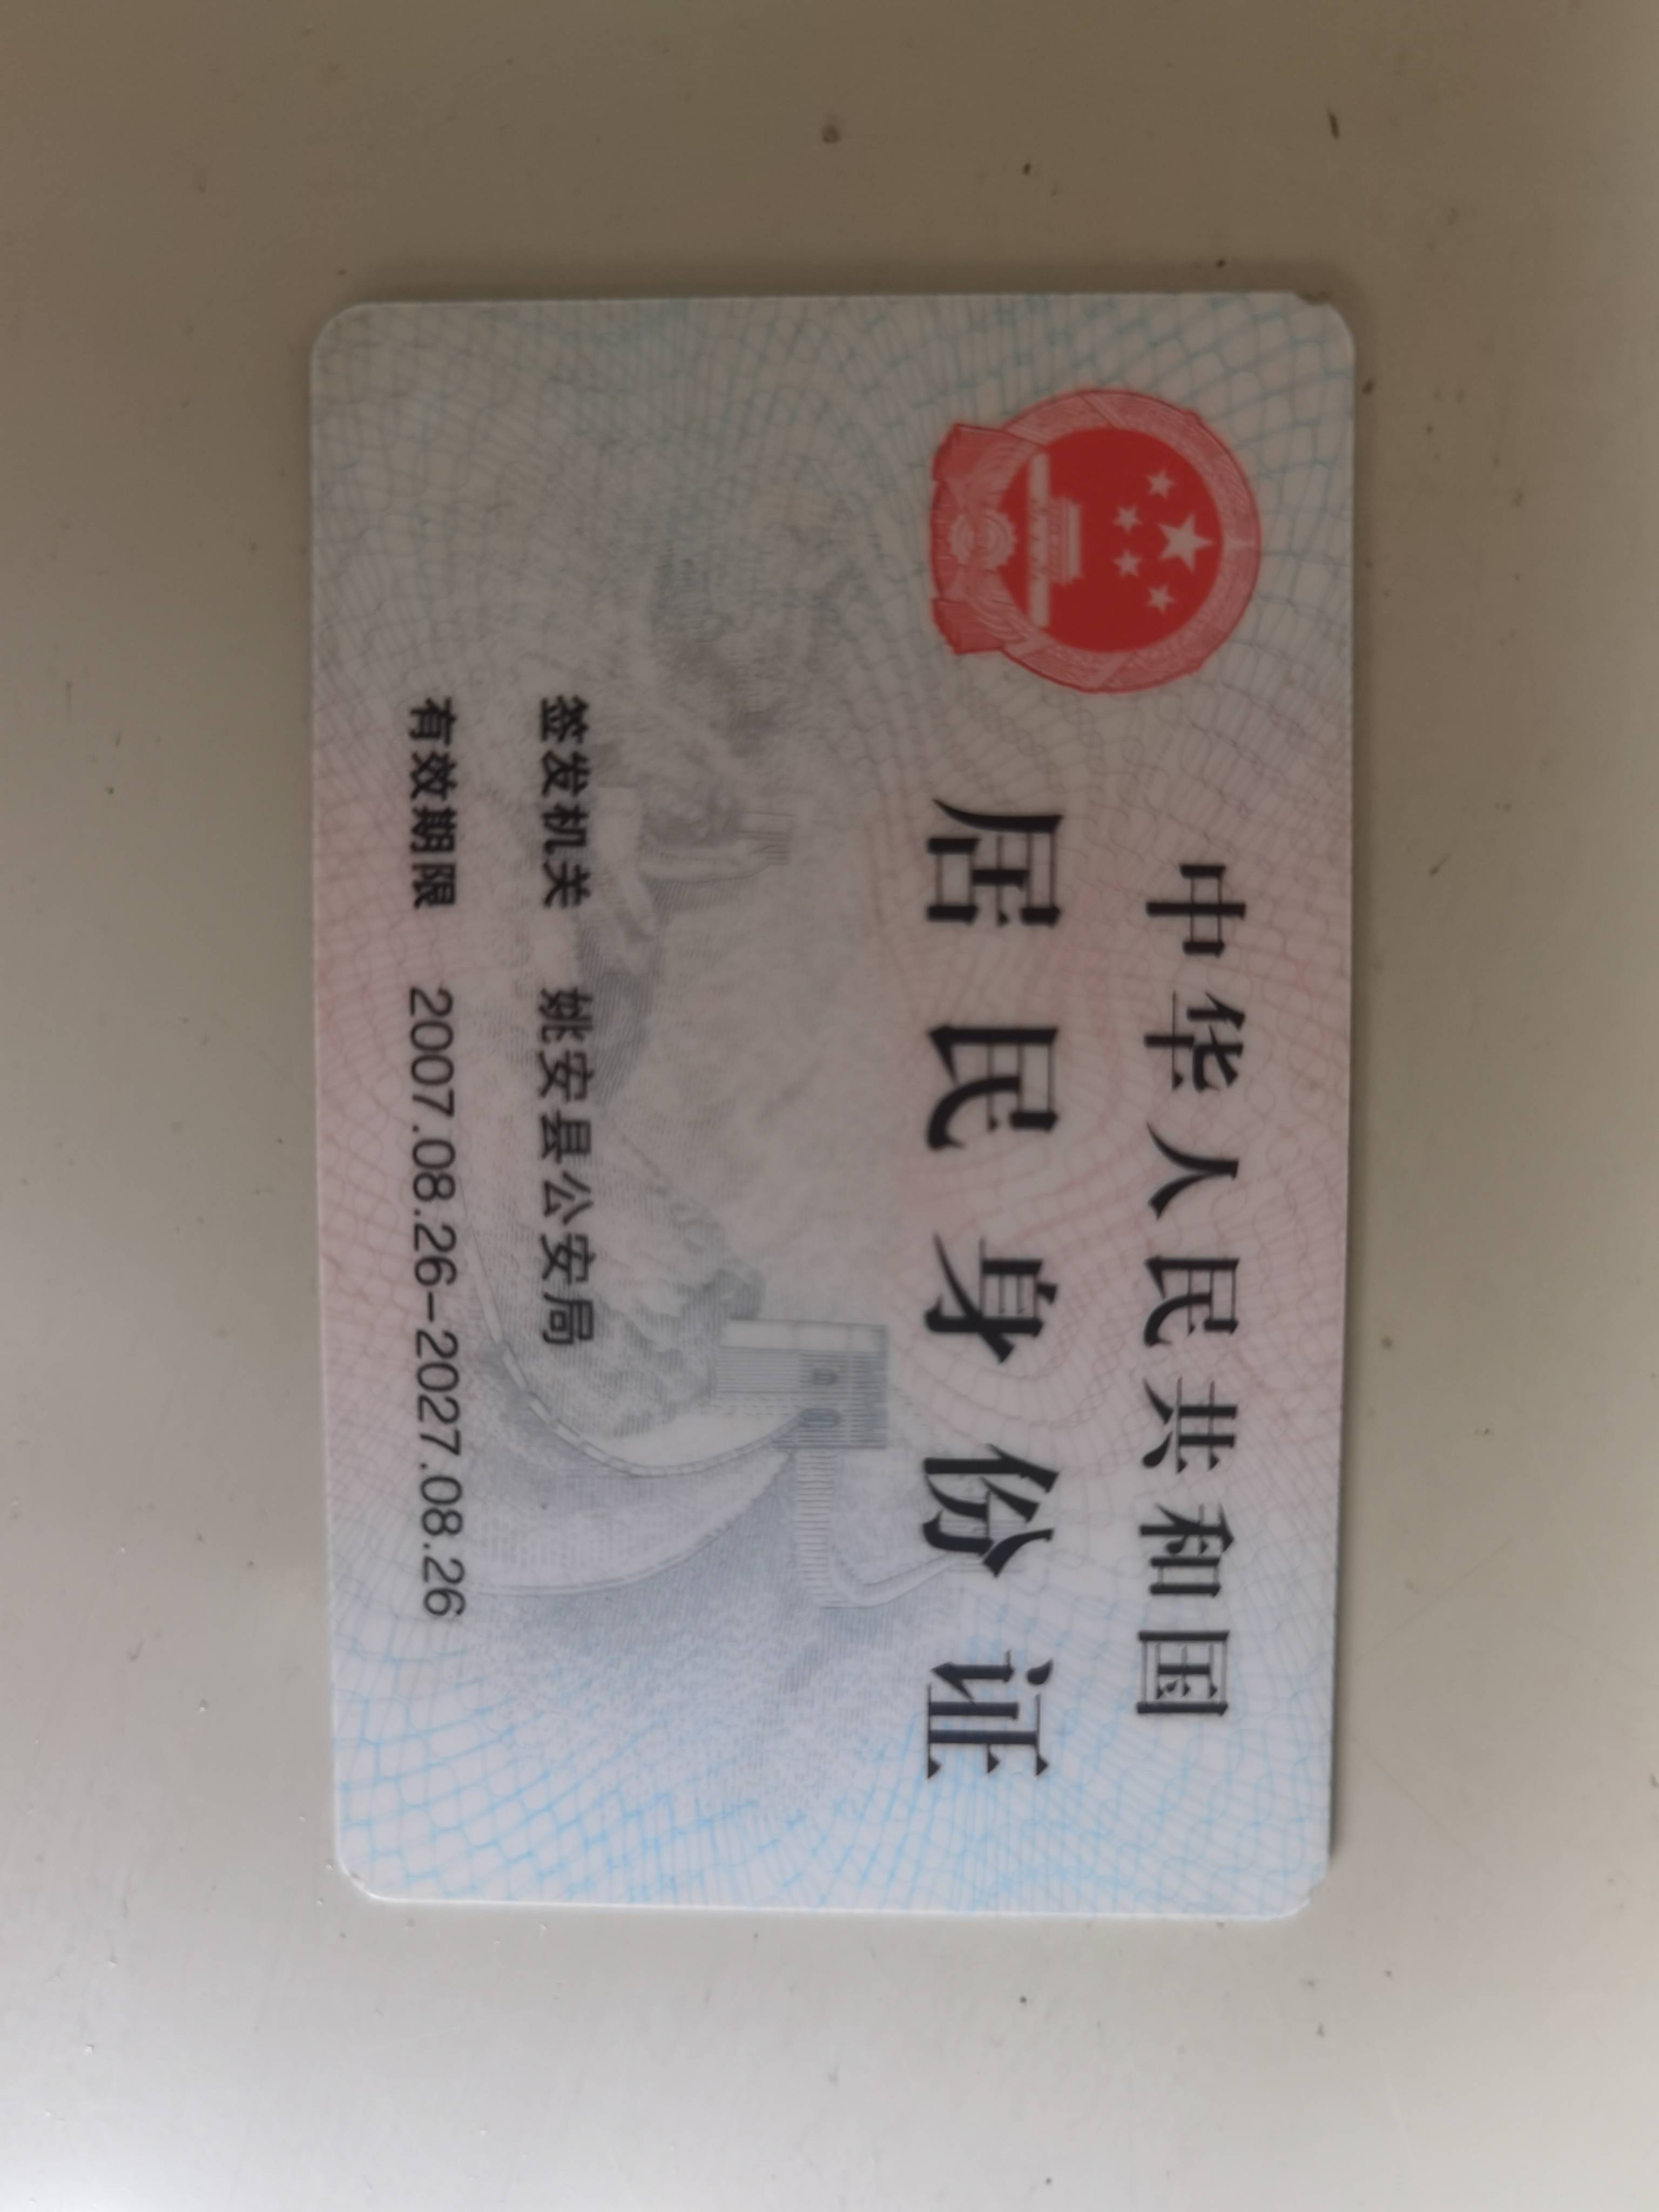 中华人民共和国
居民身份证
签发机关 姚安县公安局
有效期限 2007.08.26-2027.08.26